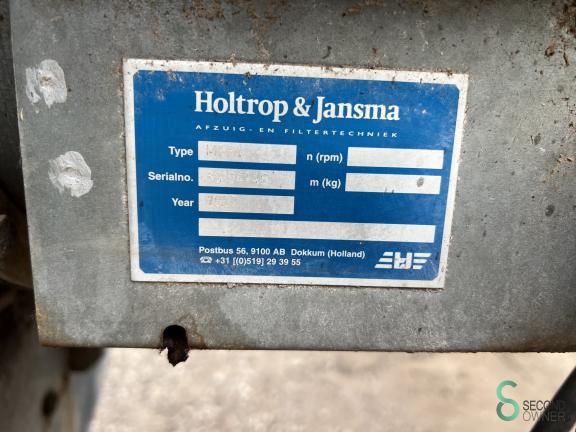 Holtrop & Jansma
AFZUIG- EN FILTERTECHNIEK
Type n (rpm)
Serialno. m (kg)
Year
Postbus 56, 9100 AB Dokkum (Holland)
☎ +31 [(0)519] 29 39 55
SECOND
OWNER